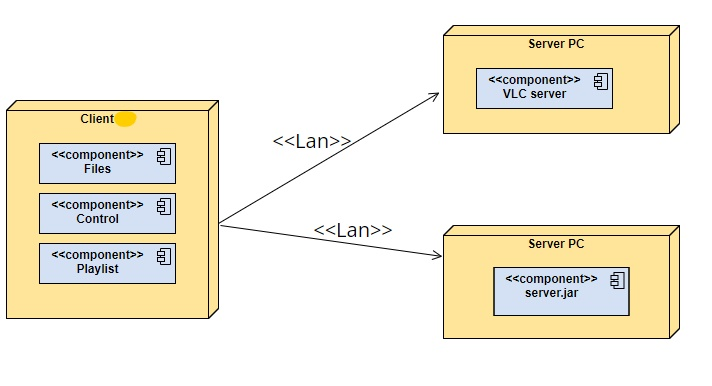 Server PC
<<component>>
VLC server
Client
<<component>>
Files
<<component>>
Control
<<component>>
Playlist
<<Lan>>
<<Lan>>
Server PC
<<component>>
server.jar